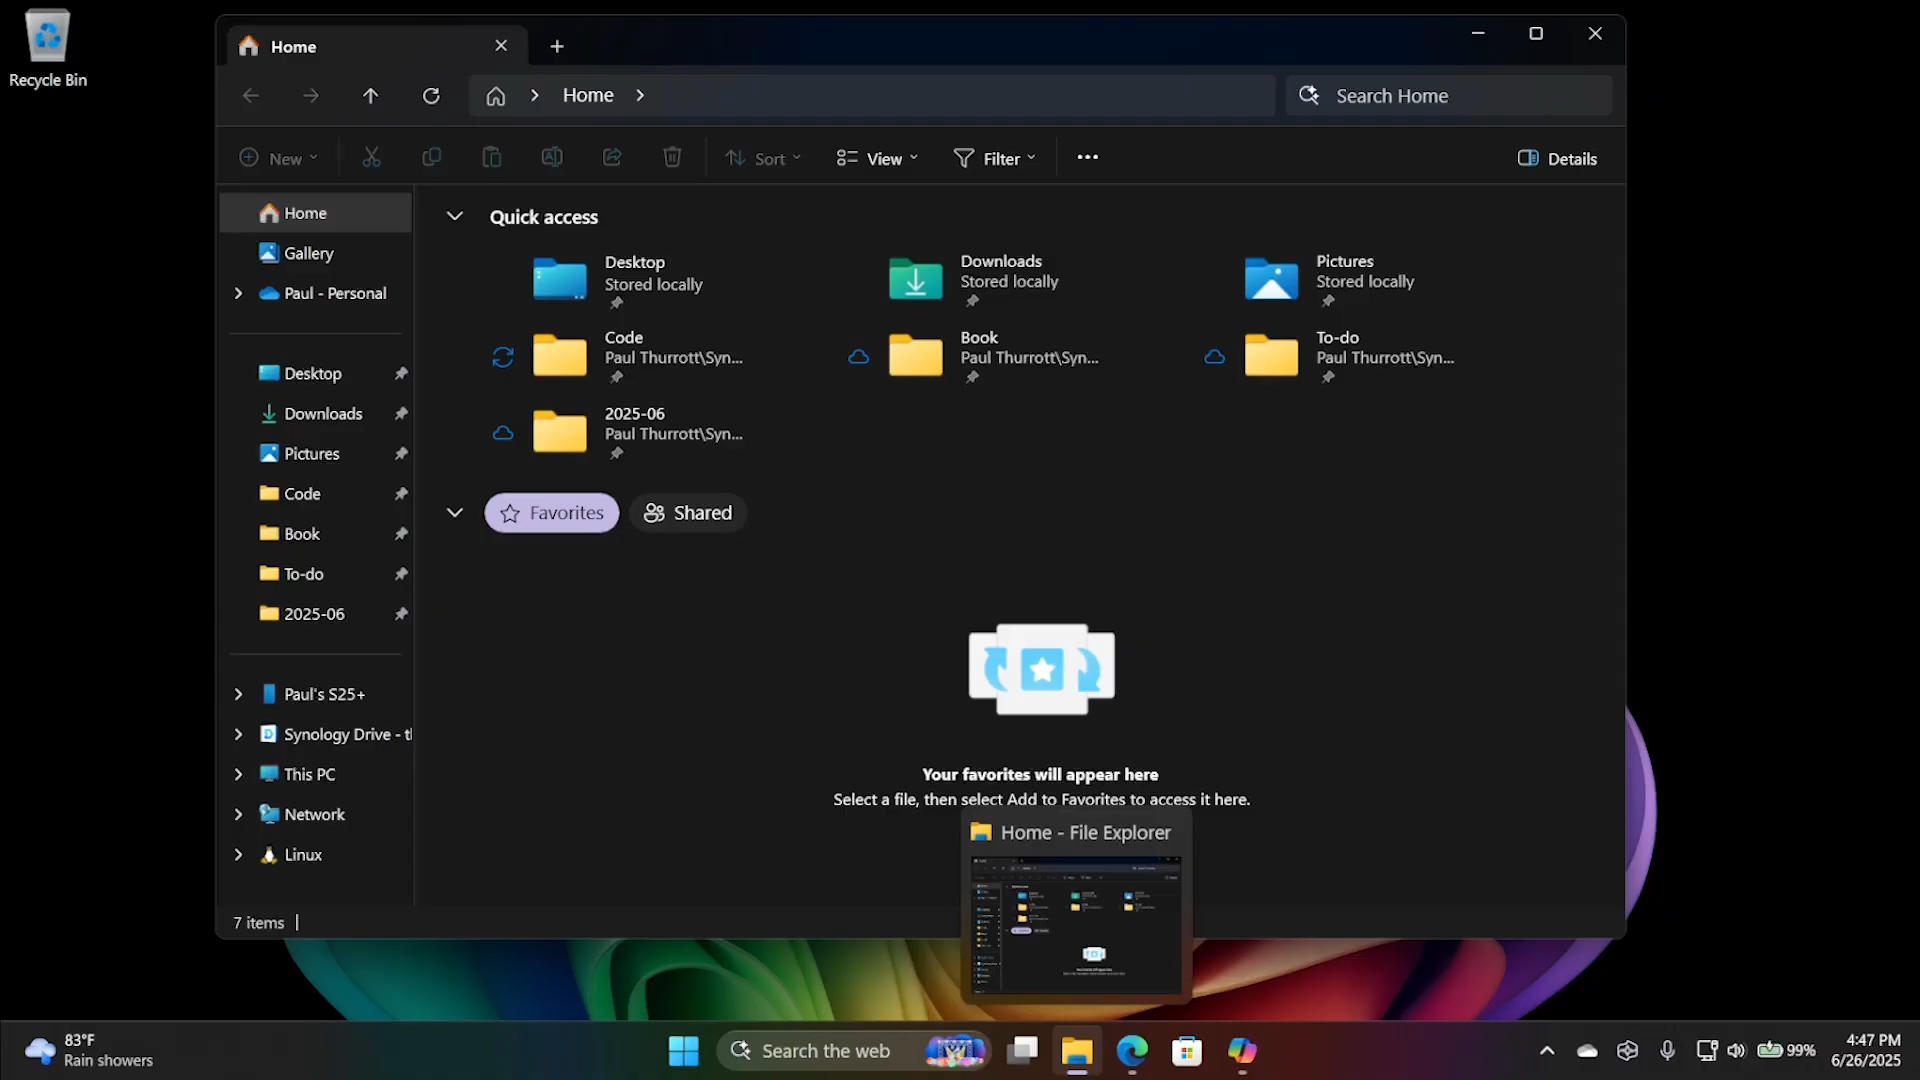 Recycle Bin
Home
Home
Search Home
New
Sort
View
Filter
Details
Home
Gallery
Paul - Personal
Desktop
Downloads
Pictures
Code
Book
To-do
2025-06
Paul's S25+
Synology Drive - t
This PC
Network
Linux
Quick access
Desktop
Stored locally
Downloads
Stored locally
Pictures
Stored locally
Code
Paul Thurrott\Syn...
Book
Paul Thurrott\Syn...
To-do
Paul Thurrott\Syn...
2025-06
Paul Thurrott\Syn...
Favorites
Shared
Your favorites will appear here
Select a file, then select Add to Favorites to access it here.
Home - File Explorer
7 items
83°F
Rain showers
Search the web
99%
4:47 PM
6/26/2025